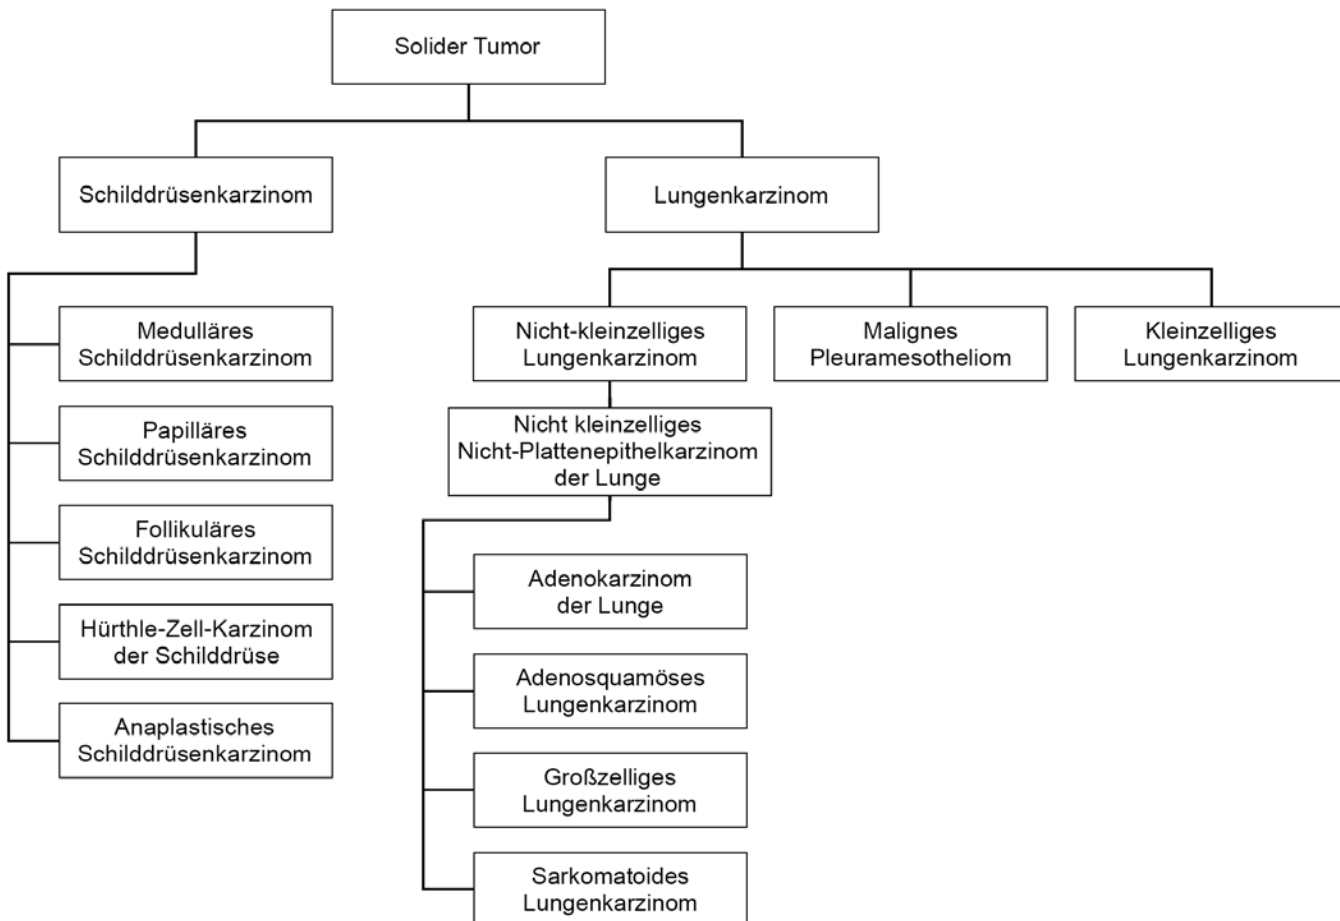 Solider Tumor
Schilddrüsenkarzinom
Lungenkarzinom
Medulläres
Schilddrüsenkarzinom
Papilläres
Schilddrüsenkarzinom
Follikuläres
Schilddrüsenkarzinom
Hürthle-Zell-Karzinom
der Schilddrüse
Anaplastisches
Schilddrüsenkarzinom
Nicht-kleinzelliges
Lungenkarzinom
Malignes
Pleuramesotheliom
Kleinzelliges
Lungenkarzinom
Nicht kleinzelliges
Nicht-Plattenepithelkarzinom
der Lunge
Adenokarzinom
der Lunge
Adenosquamöses
Lungenkarzinom
Großzelliges
Lungenkarzinom
Sarkomatoides
Lungenkarzinom